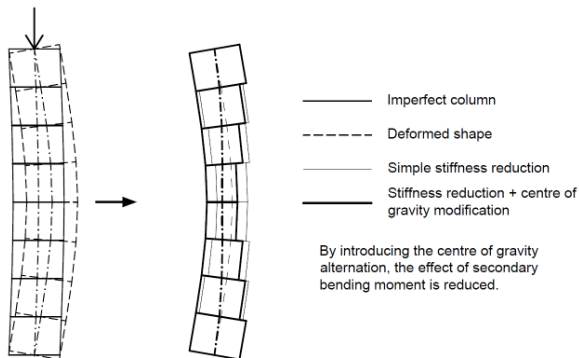 Imperfect column
Deformed shape
Simple stiffness reduction
Stiffness reduction + centre of
gravity modification
By introducing the centre of gravity
alternation, the effect of secondary
bending moment is reduced.